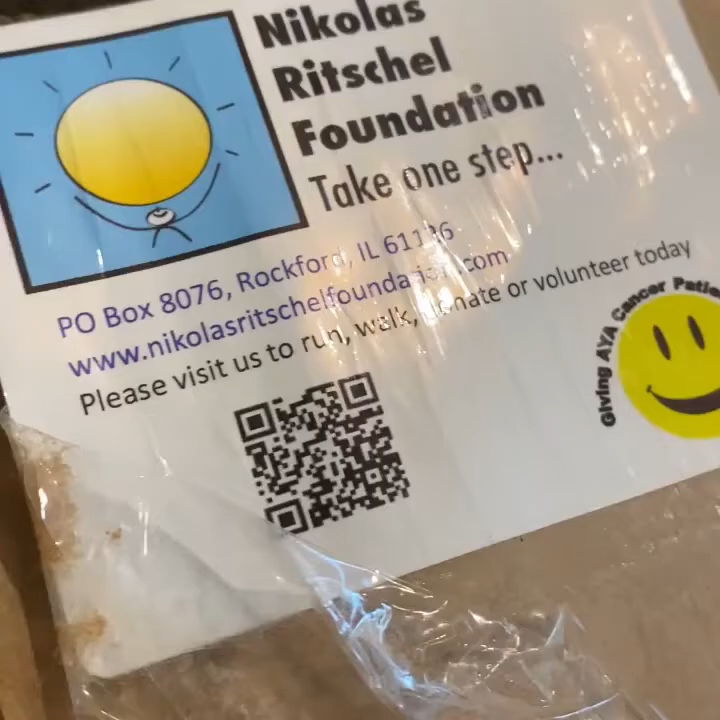 Nikolas
Ritschel
Foundation
Take one step...
PO Box 8076, Rockford, IL 61126
www.nikolasritschelfoundation.com
Please visit us to run, walk, donate or volunteer today
Giving AYA Cancer